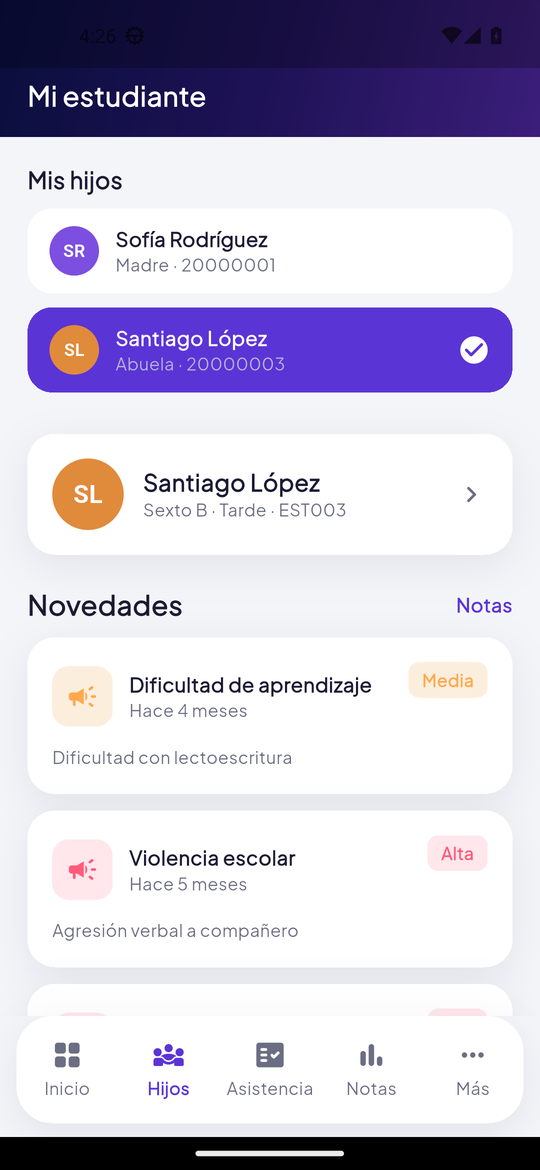 4:26
Mi estudiante
Mis hijos
SR
Sofía Rodríguez
Madre · 20000001
SL
Santiago López
Abuela · 20000003
SL
Santiago López
Sexto B · Tarde · EST003
Novedades
Notas
Dificultad de aprendizaje
Media
Hace 4 meses
Dificultad con lectoescritura
Violencia escolar
Alta
Hace 5 meses
Agresión verbal a compañero
Inicio
Hijos
Asistencia
Notas
Más